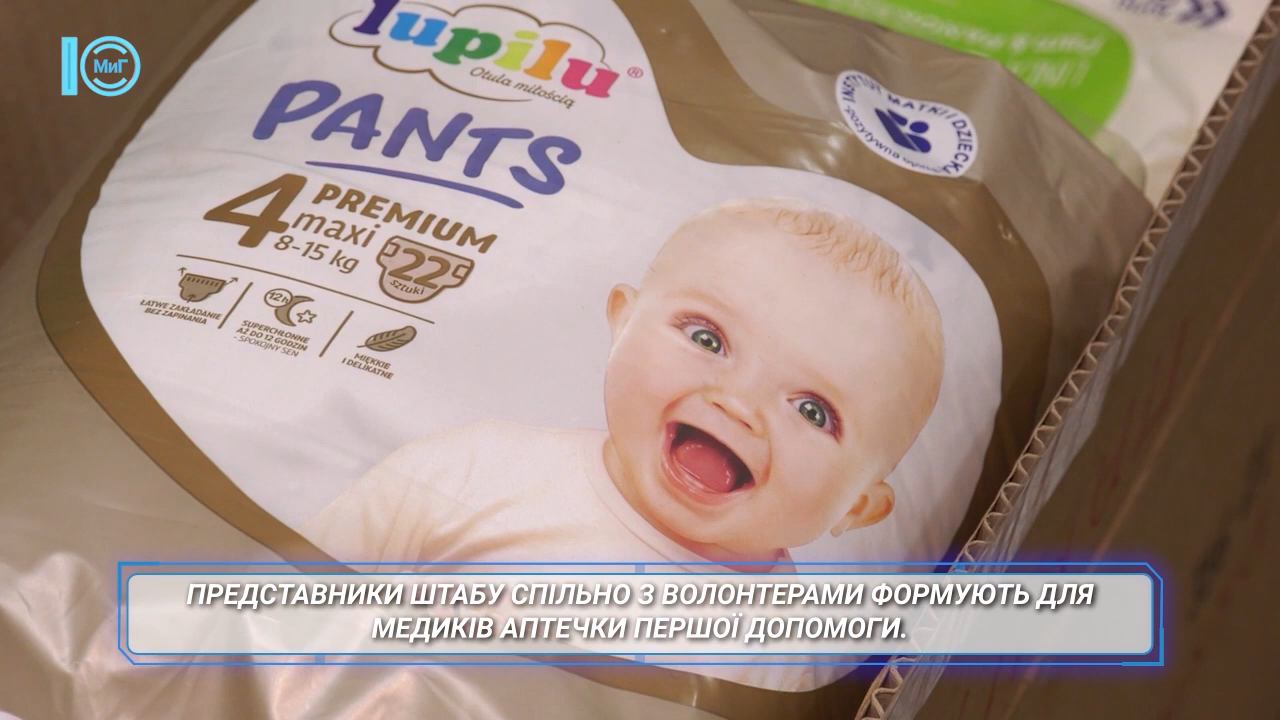 МиГ
lupilu®
Otula miłością
PANTS
4 PREMIUM
maxi
8-15 kg
22
sztuki
ŁATWE ZAKŁADANIE
BEZ ZAPINANIA
12h
SUPERCHŁONNE
AŻ DO 12 GODZIN
- SPOKOJNY SEN
MIĘKKIE
I DELIKATNE
INSTYTUT MATKI I DZIECKA
pozytywna opinia
ПРЕДСТАВНИКИ ШТАБУ СПІЛЬНО З ВОЛОНТЕРАМИ ФОРМУЮТЬ ДЛЯ
МЕДИКІВ АПТЕЧКИ ПЕРШОЇ ДОПОМОГИ.